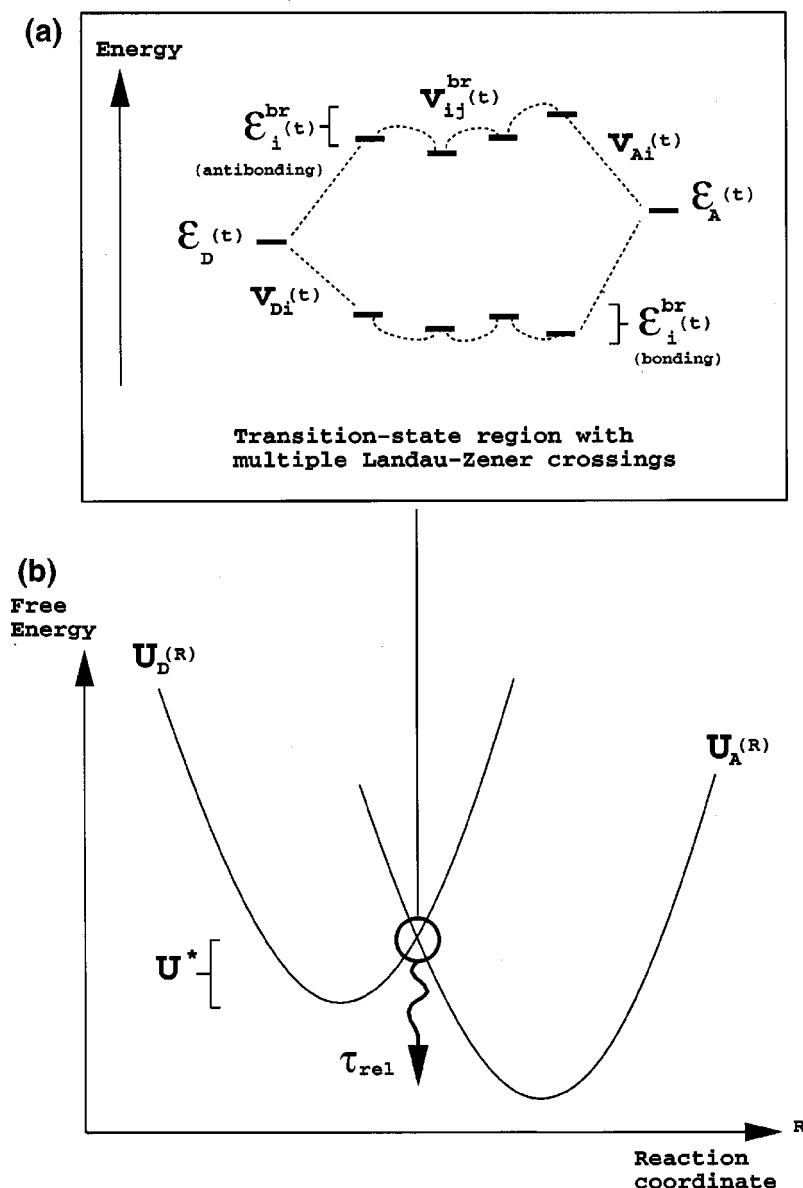 (a)
Energy
ε_i^br(t)
(antibonding)
v_ij^br(t)
v_Ai(t)
ε_D(t)
ε_A(t)
v_Di(t)
ε_i^br(t)
(bonding)
Transition-state region with
multiple Landau-Zener crossings
(b)
Free
Energy
U_D(R)
U_A(R)
U*
τ_rel
R
Reaction
coordinate